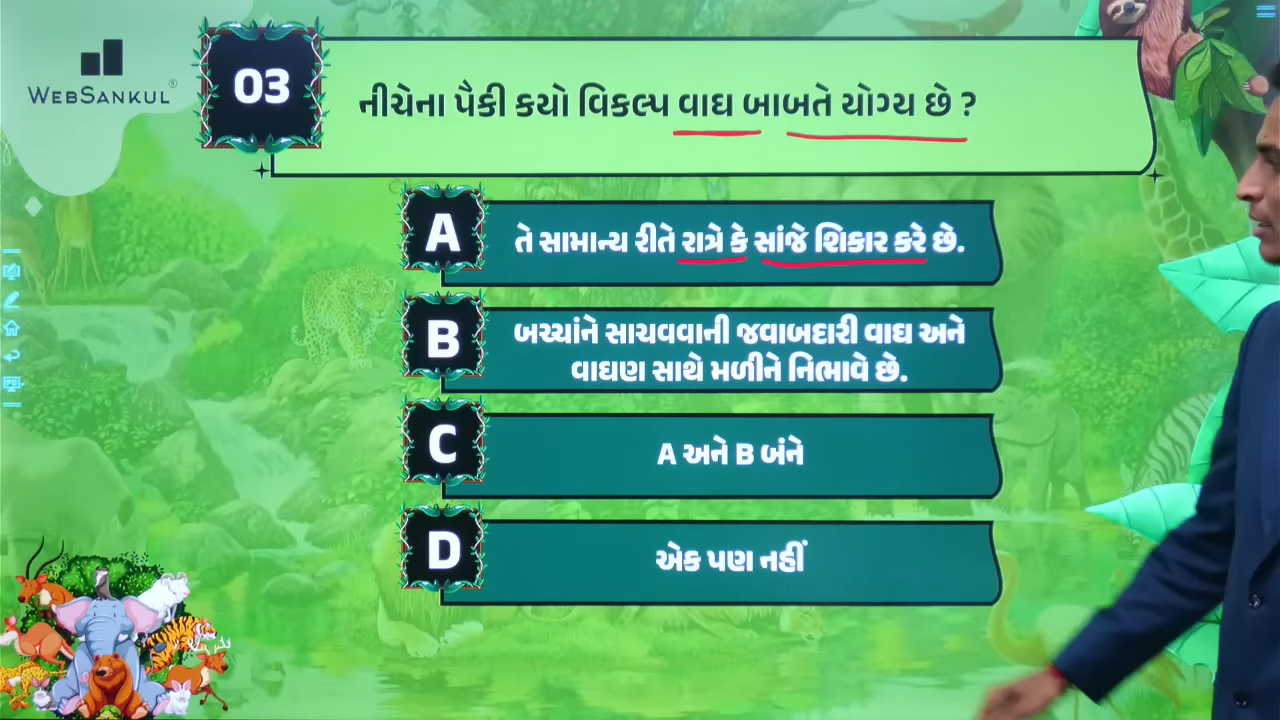 WEBSANKUL®
03
નીચેના પૈકી કયો વિકલ્પ વાઘ બાબતે યોગ્ય છે ?
A
તે સામાન્ય રીતે રાત્રે કે સાંજે શિકાર કરે છે.
B
બચ્ચાંને સાચવવાની જવાબદારી વાઘ અને
વાઘણ સાથે મળીને નિભાવે છે.
C
A અને B બંને
D
એક પણ નહીં